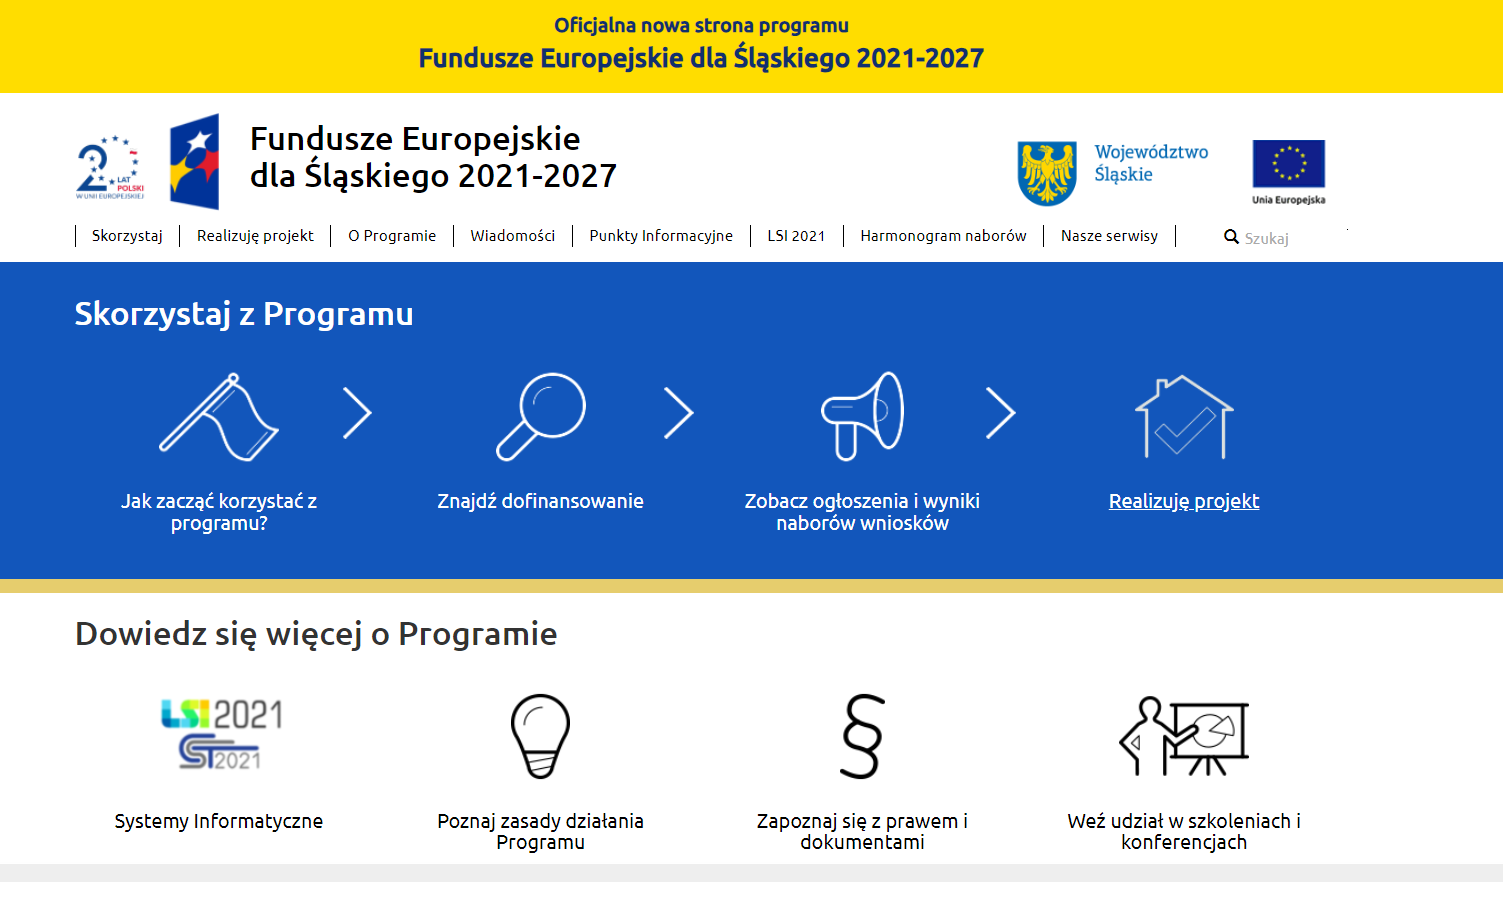 Oficjalna nowa strona programu
Fundusze Europejskie dla Śląskiego 2021-2027
20 LAT
POLSKI
W UNII EUROPEJSKIEJ
Fundusze Europejskie
dla Śląskiego 2021-2027
Województwo
Śląskie
Unia Europejska
Skorzystaj
Realizuję projekt
O Programie
Wiadomości
Punkty Informacyjne
LSI 2021
Harmonogram naborów
Nasze serwisy
Szukaj
Skorzystaj z Programu
Jak zacząć korzystać z
programu?
Znajdź dofinansowanie
Zobacz ogłoszenia i wyniki
naborów wniosków
Realizuję projekt
Dowiedz się więcej o Programie
LSI 2021
CST2021
Systemy Informatyczne
Poznaj zasady działania
Programu
§
Zapoznaj się z prawem i
dokumentami
Weź udział w szkoleniach i
konferencjach